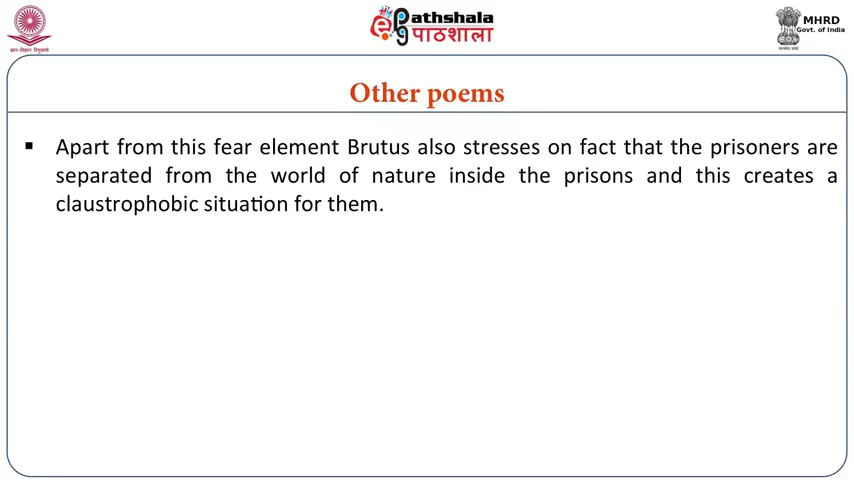 ePathshala
पाठशाला
MHRD
Govt. of India
Other poems
▪ Apart from this fear element Brutus also stresses on fact that the prisoners are
separated from the world of nature inside the prisons and this creates a
claustrophobic situation for them.